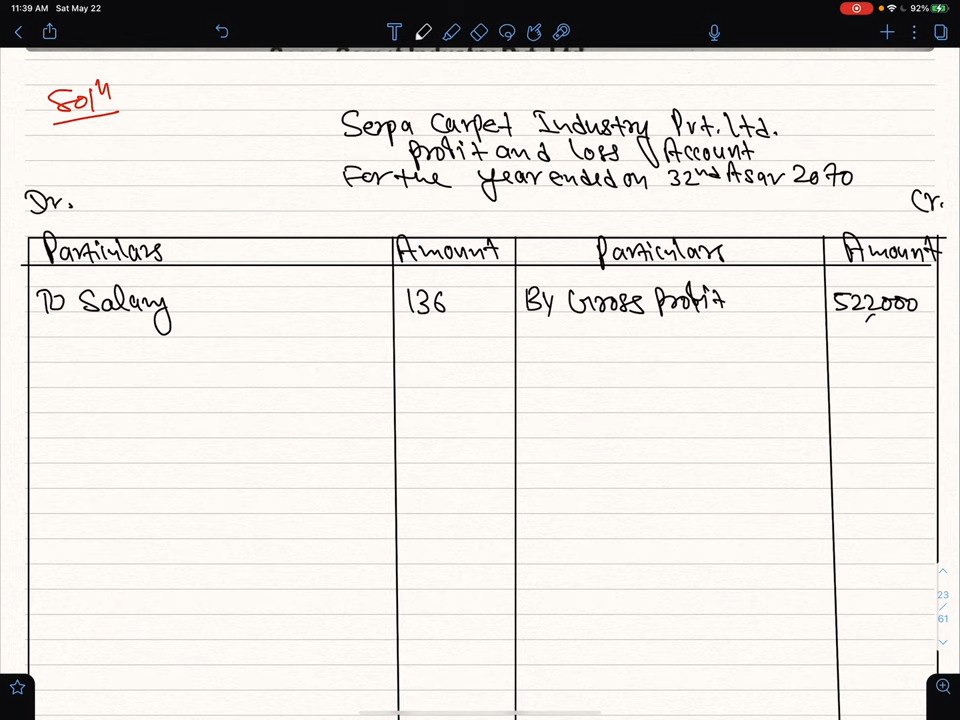 11:39 AM Sat May 22
92%
Soln
Serpa Carpet Industry Pvt. Ltd.
Profit and Loss Account
For the year ended on 32nd Asar 2070
Dr. Cr.
Particulars Amount Particulars Amount
To Salary 136 By Gross Profit 522000
23
/
61